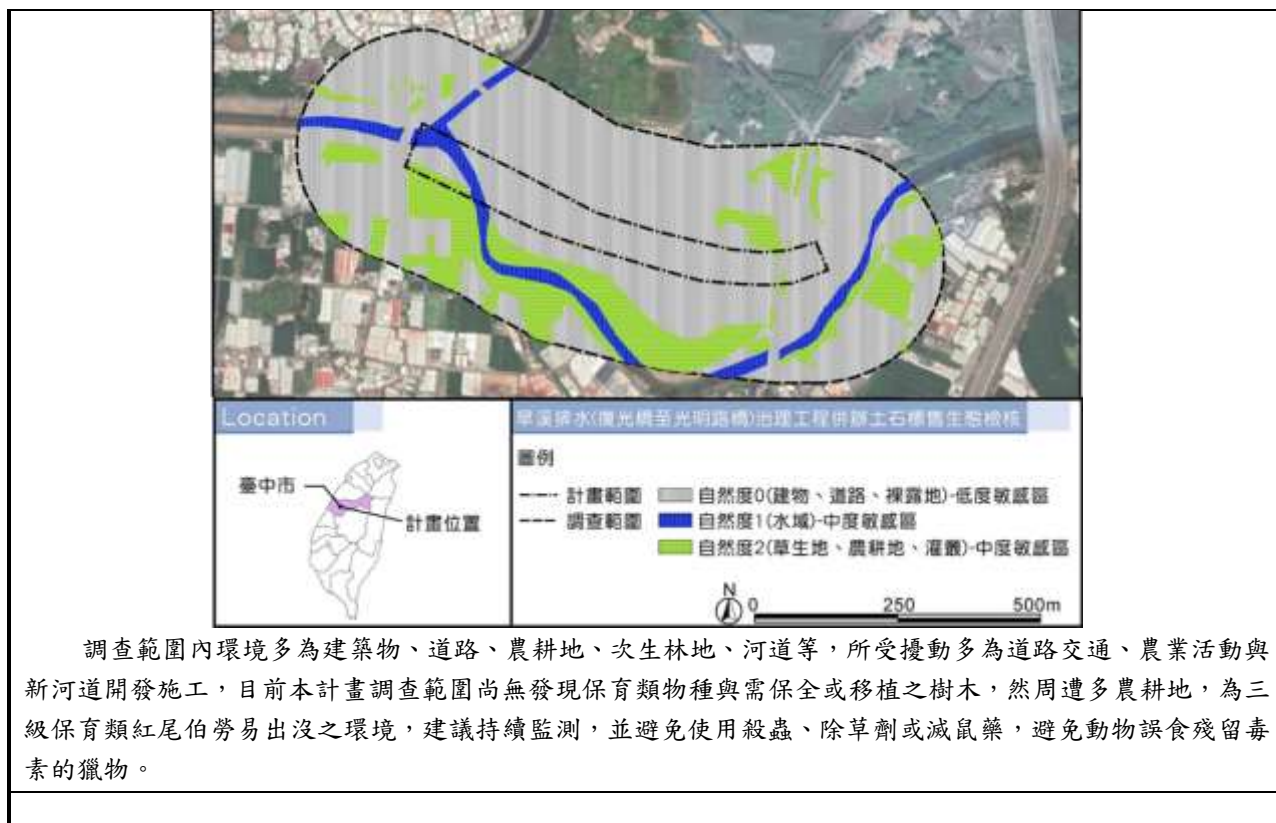 Location
旱溪排水(復光橋至光明路橋)治理工程併辦土石標售生態檢核
圖例
臺中市
計畫位置
計畫範圍
自然度0(建物、道路、裸露地)-低度敏感區
調查範圍
自然度1(水域)-中度敏感區
自然度2(草生地、農耕地、灌叢)-中度敏感區
N
0
250
500m
調查範圍內環境多為建築物、道路、農耕地、次生林地、河道等,所受擾動多為道路交通、農業活動與
新河道開發施工,目前本計畫調查範圍尚無發現保育類物種與需保全或移植之樹木,然周遭多農耕地,為三
級保育類紅尾伯勞易出沒之環境,建議持續監測,並避免使用殺蟲、除草劑或滅鼠藥,避免動物誤食殘留毒
素的獵物。